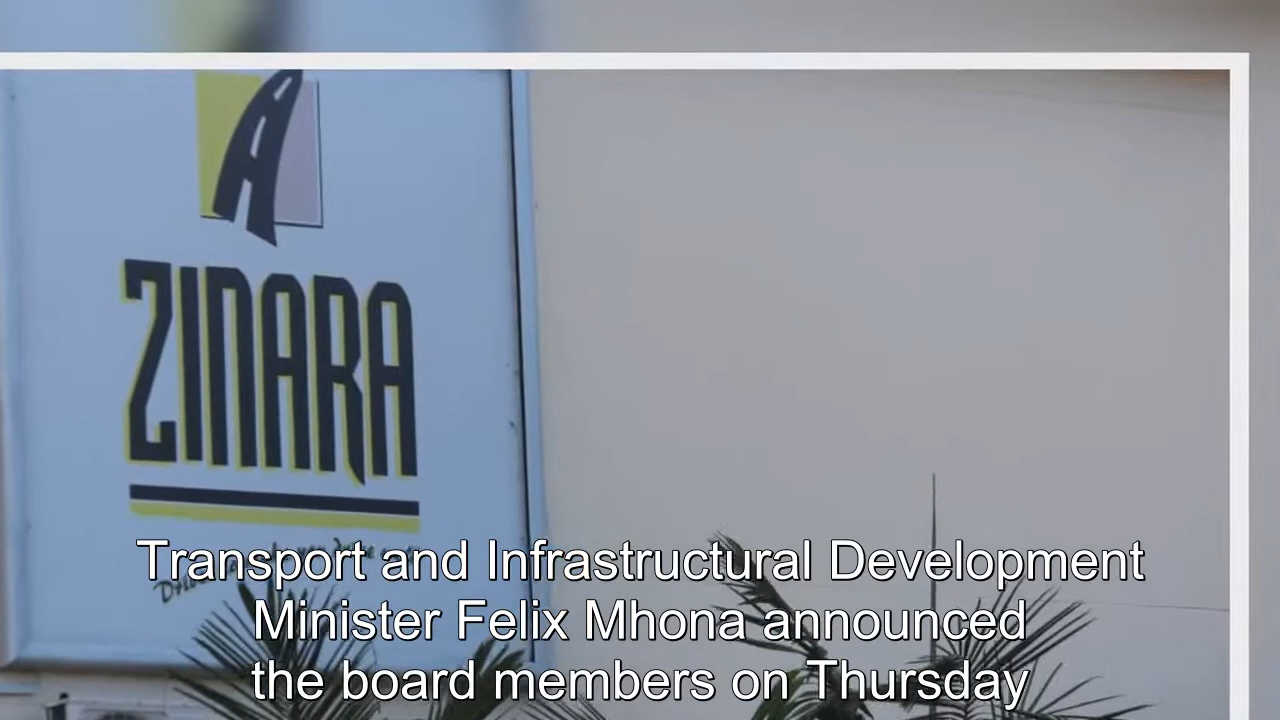 ZINARA
Transport and Infrastructural Development
Minister Felix Mhona announced
the board members on Thursday